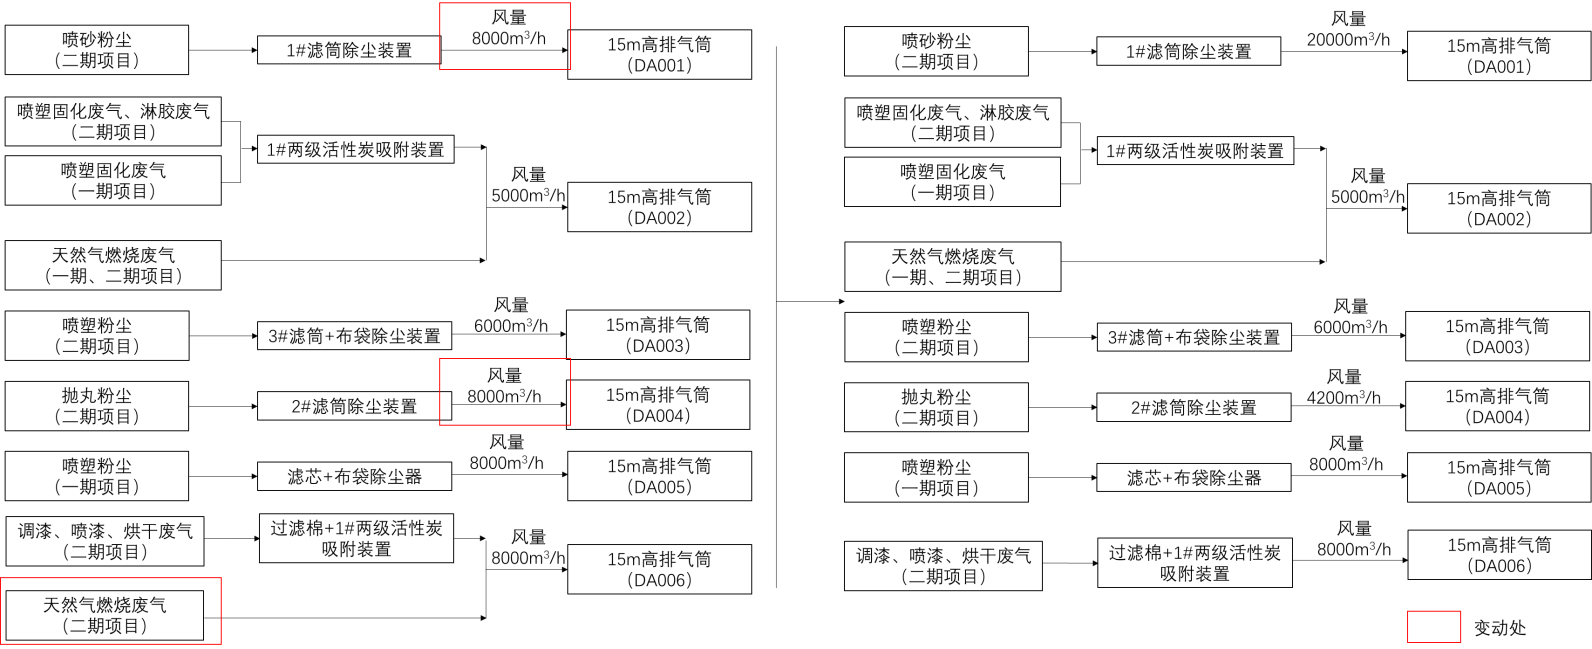 喷砂粉尘
（二期项目）
1#滤筒除尘装置
风量
8000m³/h
15m高排气筒
（DA001）
喷塑固化废气、淋胶废气
（二期项目）
喷塑固化废气
（一期项目）
1#两级活性炭吸附装置
风量
5000m³/h
15m高排气筒
（DA002）
天然气燃烧废气
（一期、二期项目）
喷塑粉尘
（二期项目）
3#滤筒+布袋除尘装置
风量
6000m³/h
15m高排气筒
（DA003）
抛丸粉尘
（二期项目）
2#滤筒除尘装置
风量
8000m³/h
15m高排气筒
（DA004）
喷塑粉尘
（一期项目）
滤芯+布袋除尘器
风量
8000m³/h
15m高排气筒
（DA005）
调漆、喷漆、烘干废气
（二期项目）
过滤棉+1#两级活性炭
吸附装置
风量
8000m³/h
15m高排气筒
（DA006）
天然气燃烧废气
（二期项目）
喷砂粉尘
（二期项目）
1#滤筒除尘装置
风量
20000m³/h
15m高排气筒
（DA001）
喷塑固化废气、淋胶废气
（二期项目）
喷塑固化废气
（一期项目）
1#两级活性炭吸附装置
风量
5000m³/h
15m高排气筒
（DA002）
天然气燃烧废气
（一期、二期项目）
喷塑粉尘
（二期项目）
3#滤筒+布袋除尘装置
风量
6000m³/h
15m高排气筒
（DA003）
抛丸粉尘
（二期项目）
2#滤筒除尘装置
风量
4200m³/h
15m高排气筒
（DA004）
喷塑粉尘
（一期项目）
滤芯+布袋除尘器
风量
8000m³/h
15m高排气筒
（DA005）
调漆、喷漆、烘干废气
（二期项目）
过滤棉+1#两级活性炭
吸附装置
风量
8000m³/h
15m高排气筒
（DA006）
变动处